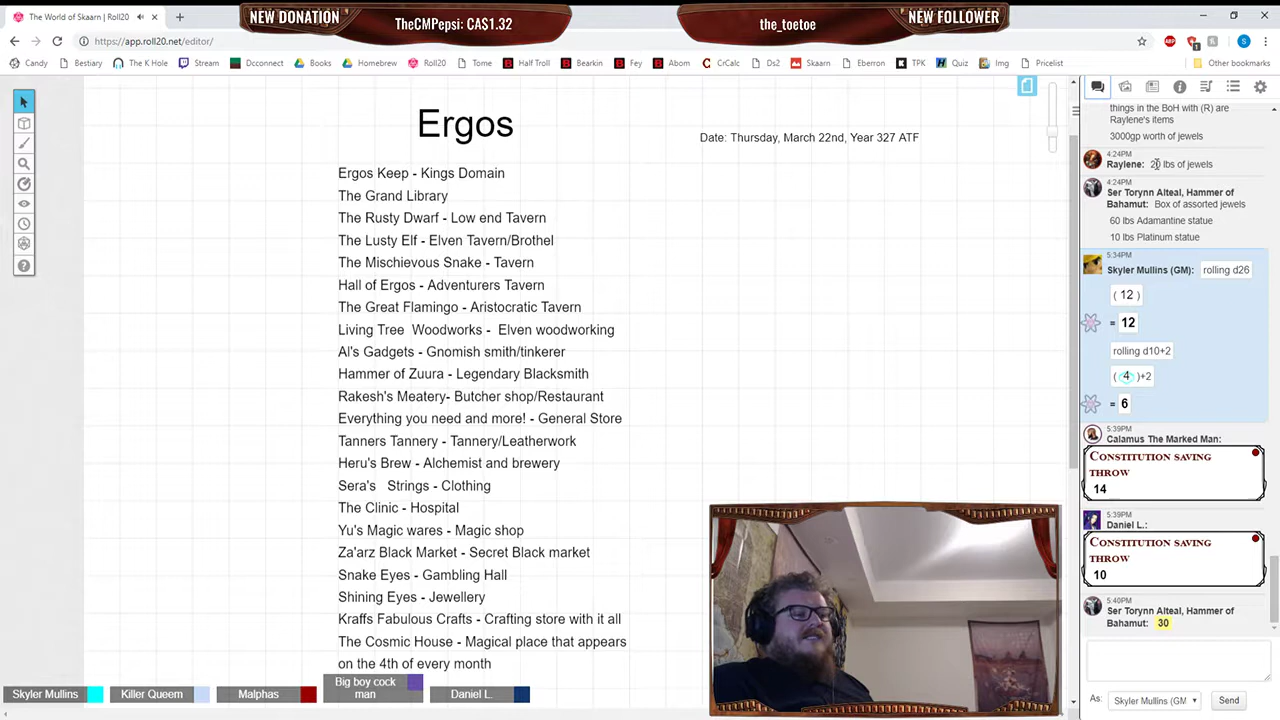 The World of Skaarn | Roll20
NEW DONATION
TheCMPepsi: CA$1.32
the_toetoe
NEW FOLLOWER
https://app.roll20.net/editor/
Candy
Bestiary
The K Hole
Stream
Dcconnect
Books
Homebrew
Roll20
Tome
Half Troll
Bearkin
Fey
Abom
CrCalc
Ds2
Skaarn
Eberron
TPK
Quiz
Img
Pricelist
Other bookmarks
Ergos
Date: Thursday, March 22nd, Year 327 ATF
Ergos Keep - Kings Domain
The Grand Library
The Rusty Dwarf - Low end Tavern
The Lusty Elf - Elven Tavern/Brothel
The Mischievous Snake - Tavern
Hall of Ergos - Adventurers Tavern
The Great Flamingo - Aristocratic Tavern
Living Tree Woodworks - Elven woodworking
Al's Gadgets - Gnomish smith/tinkerer
Hammer of Zuura - Legendary Blacksmith
Rakesh's Meatery- Butcher shop/Restaurant
Everything you need and more! - General Store
Tanners Tannery - Tannery/Leatherwork
Heru's Brew - Alchemist and brewery
Sera's Strings - Clothing
The Clinic - Hospital
Yu's Magic wares - Magic shop
Za'arz Black Market - Secret Black market
Snake Eyes - Gambling Hall
Shining Eyes - Jewellery
Kraffs Fabulous Crafts - Crafting store with it all
The Cosmic House - Magical place that appears
on the 4th of every month
Skyler Mullins
Killer Queem
Malphas
Big boy cock
man
Daniel L.
things in the BoH with (R) are
Raylene's items
3000gp worth of jewels
4:24PM
Raylene: 20 lbs of jewels
4:24PM
Ser Torynn Alteal, Hammer of
Bahamut: Box of assorted jewels
60 lbs Adamantine statue
10 lbs Platinum statue
5:34PM
Skyler Mullins (GM): rolling d26
( 12 )
= 12
rolling d10+2
( 4 )+2
= 6
5:39PM
Calamus The Marked Man:
CONSTITUTION SAVING
THROW
14
5:39PM
Daniel L.:
CONSTITUTION SAVING
THROW
10
5:40PM
Ser Torynn Alteal, Hammer of
Bahamut: 30
As:
Skyler Mullins (GM)
Send